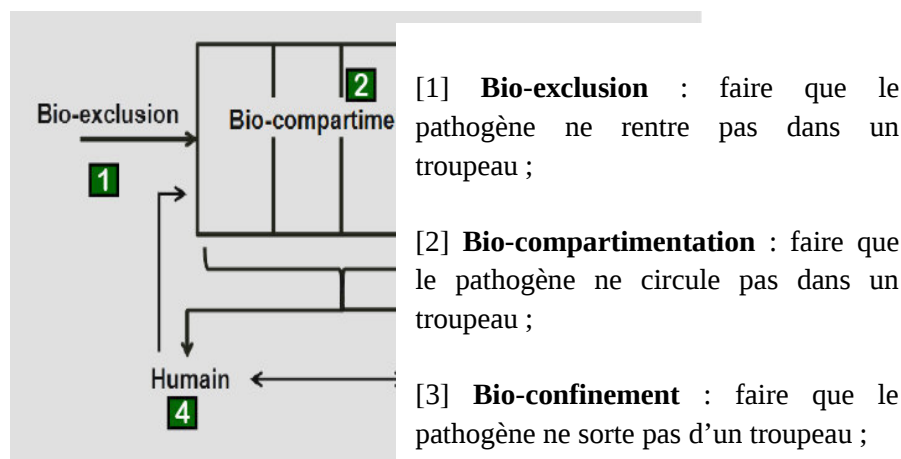 Bio-exclusion
1
2
Bio-compartime
Humain
4
[1] Bio-exclusion : faire que le
pathogène ne rentre pas dans un
troupeau ;
[2] Bio-compartimentation : faire que
le pathogène ne circule pas dans un
troupeau ;
[3] Bio-confinement : faire que le
pathogène ne sorte pas d’un troupeau ;